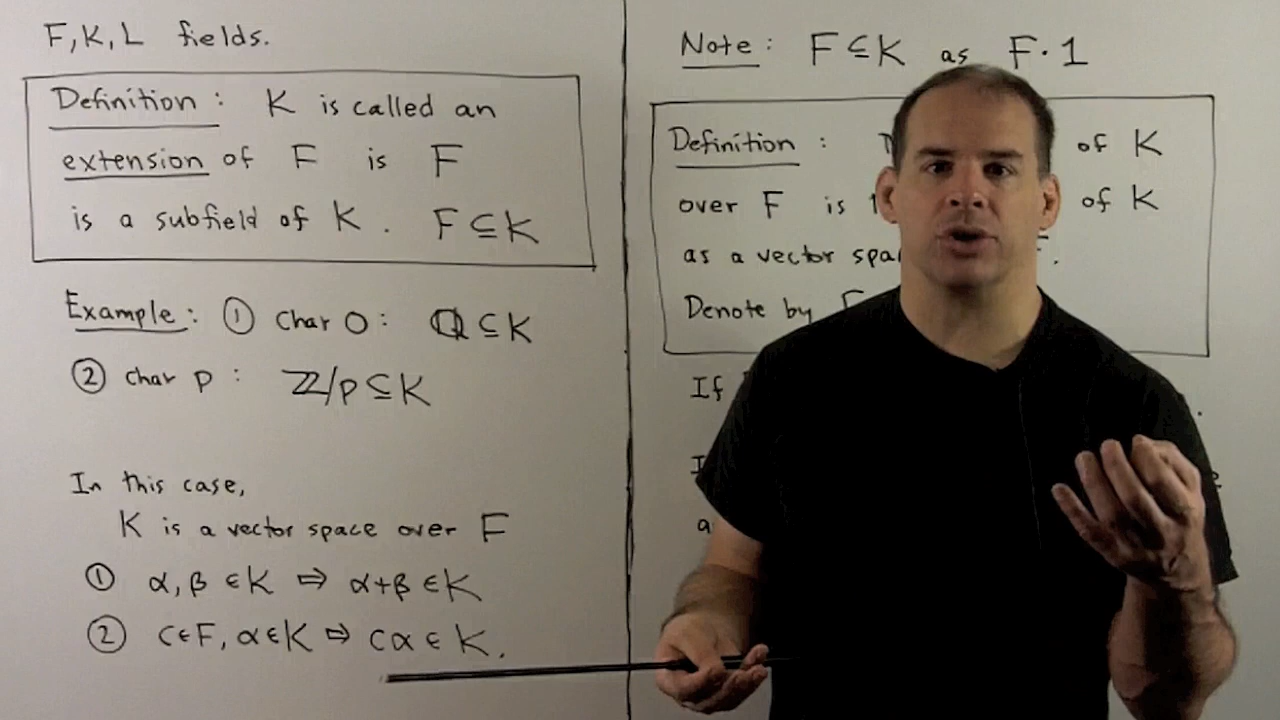 F, K, L fields.
Definition: K is called an
extension of F is F
is a subfield of K. F ⊆ K
Example: ① Char 0: ℚ ⊆ K
② Char p: ℤ/p ⊆ K
In this case,
K is a vector space over F
① α, β ∈ K ⇒ α+β ∈ K
② c ∈ F, α ∈ K ⇒ cα ∈ K.
Note: F ⊆ K as F · 1
Definition: of K
over F is of K
as a vector
Denote by
If